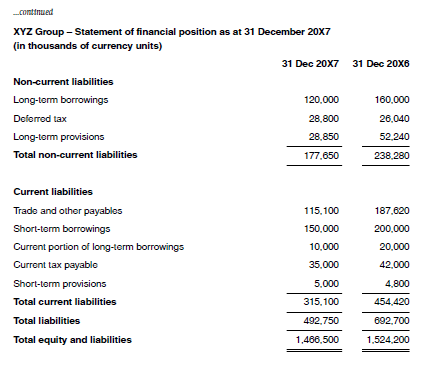 ...continued
XYZ Group – Statement of financial position as at 31 December 20X7
(in thousands of currency units)
31 Dec 20X7 31 Dec 20X6
Non-current liabilities
Long-term borrowings 120,000 160,000
Deferred tax 28,800 26,040
Long-term provisions 28,850 52,240
Total non-current liabilities 177,650 238,280
Current liabilities
Trade and other payables 115,100 187,620
Short-term borrowings 150,000 200,000
Current portion of long-term borrowings 10,000 20,000
Current tax payable 35,000 42,000
Short-term provisions 5,000 4,800
Total current liabilities 315,100 454,420
Total liabilities 492,750 692,700
Total equity and liabilities 1,466,500 1,524,200